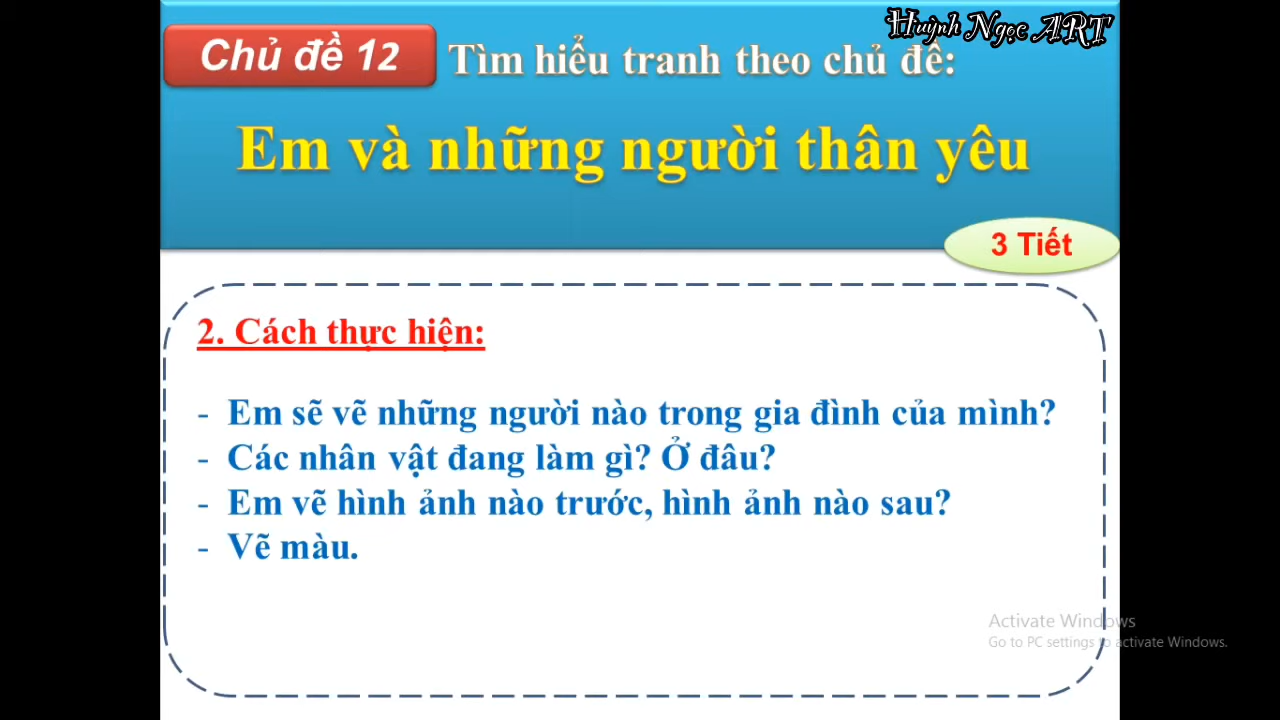 Huỳnh Ngọc ART
Chủ đề 12
Tìm hiểu tranh theo chủ đề:
Em và những người thân yêu
3 Tiết
2. Cách thực hiện:
- Em sẽ vẽ những người nào trong gia đình của mình?
- Các nhân vật đang làm gì? Ở đâu?
- Em vẽ hình ảnh nào trước, hình ảnh nào sau?
- Vẽ màu.
Activate Windows
Go to PC settings to activate Windows.